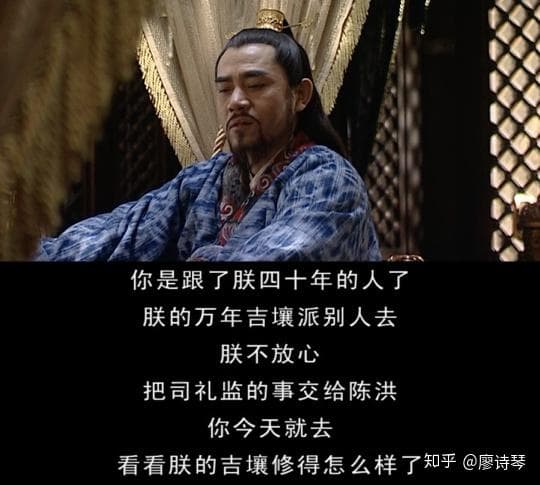 你是跟了朕四十年的人了
朕的万年吉壤派别人去
朕不放心
把司礼监的事交给陈洪
你今天就去
看看朕的吉壤修得怎么样了
知乎 @廖诗琴